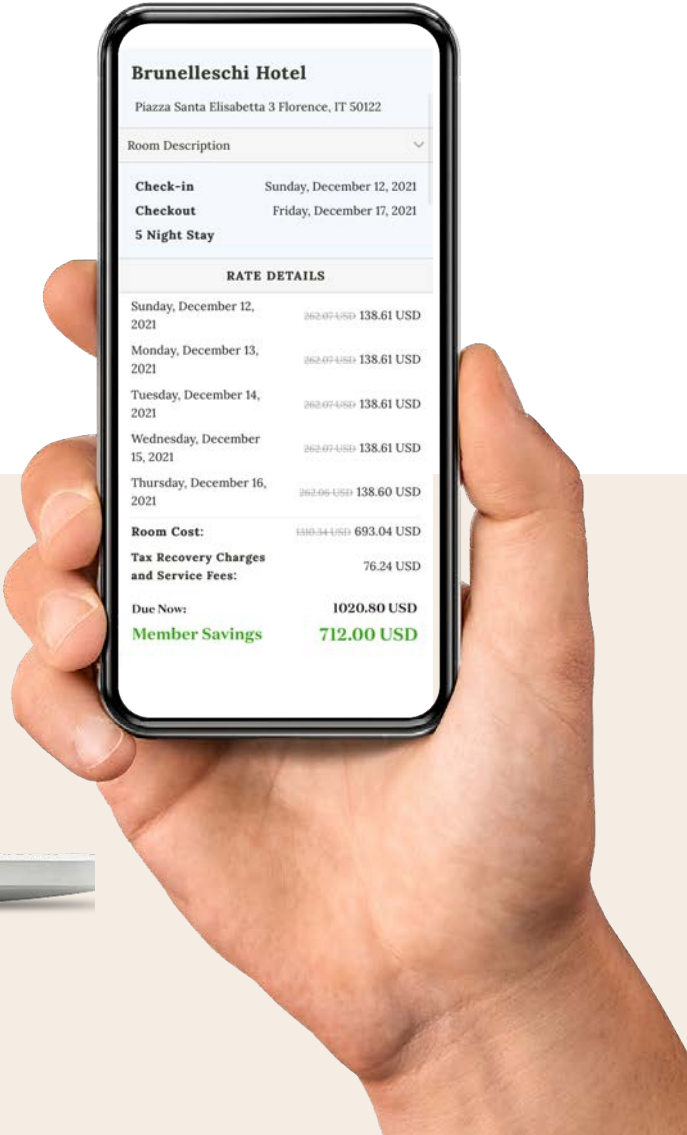 Brunelleschi Hotel
Piazza Santa Elisabetta 3 Florence, IT 50122
Room Description
Check-in Sunday, December 12, 2021
Checkout Friday, December 17, 2021
5 Night Stay
RATE DETAILS
Sunday, December 12,
2021
262.07 USD 138.61 USD
Monday, December 13,
2021
262.07 USD 138.61 USD
Tuesday, December 14,
2021
262.07 USD 138.61 USD
Wednesday, December
15, 2021
262.07 USD 138.61 USD
Thursday, December 16,
2021
262.06 USD 138.60 USD
Room Cost: 1310.34 USD 693.04 USD
Tax Recovery Charges
and Service Fees:
76.24 USD
Due Now: 1020.80 USD
Member Savings 712.00 USD